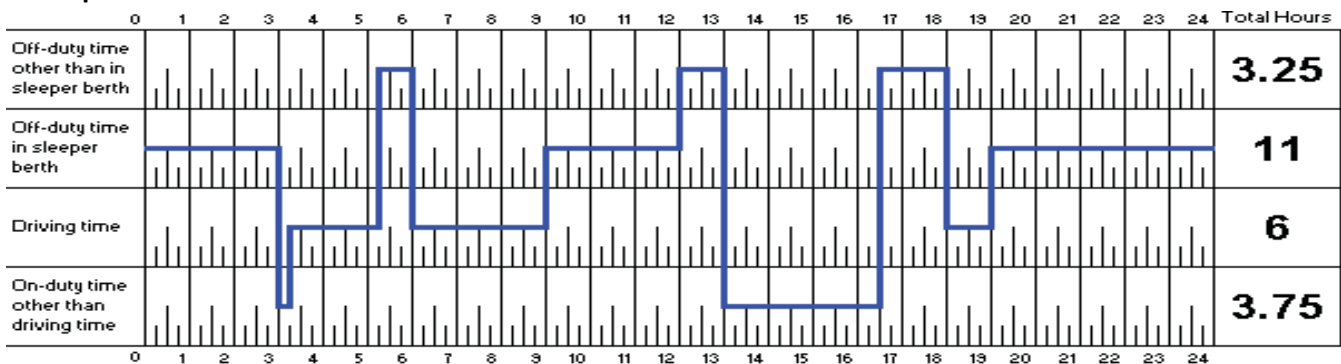 0 1 2 3 4 5 6 7 8 9 10 11 12 13 14 15 16 17 18 19 20 21 22 23 24 Total Hours
Off-duty time
other than in
sleeper berth
3.25
Off-duty time
in sleeper
berth
11
Driving time
6
On-duty time
other than
driving time
3.75
0 1 2 3 4 5 6 7 8 9 10 11 12 13 14 15 16 17 18 19 20 21 22 23 24